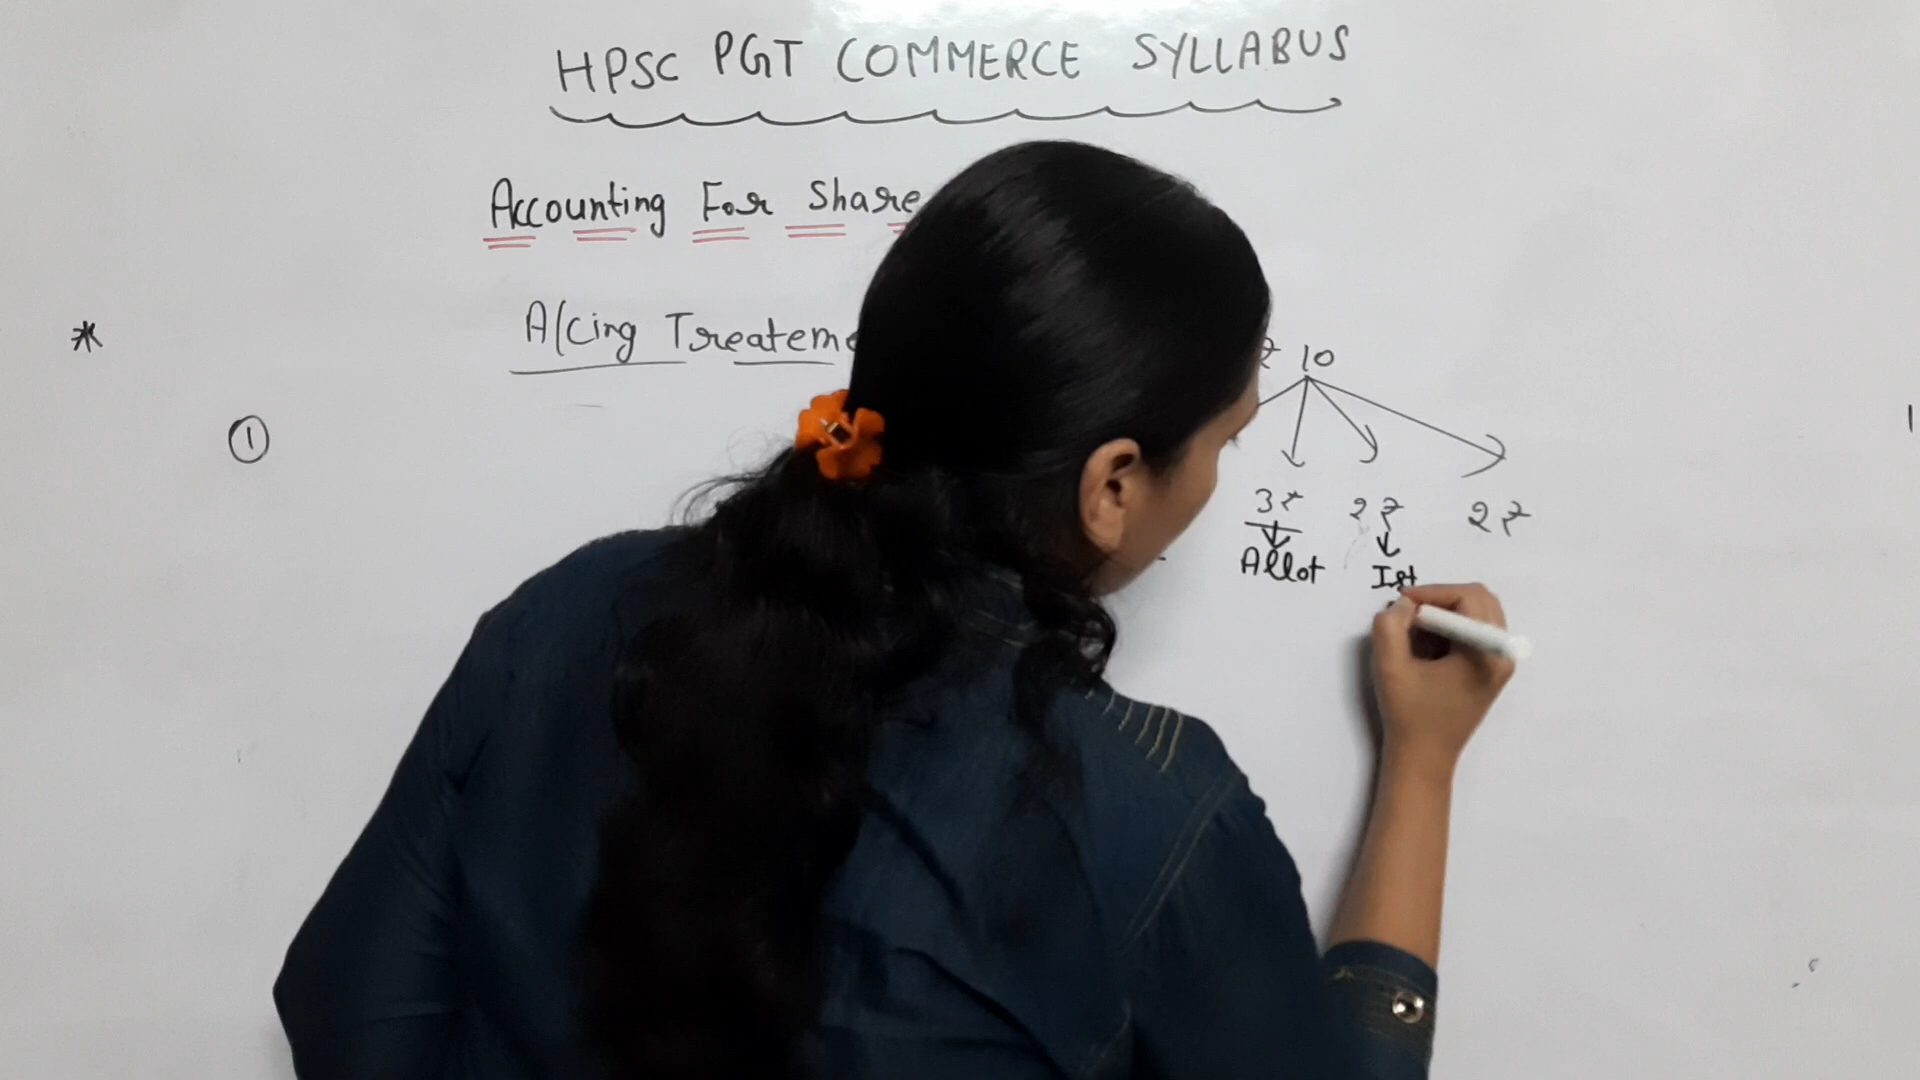 HPSC PGT COMMERCE SYLLABUS
Accounting For Share
A/cing Treateme
*
₹ 10
①
3₹ 2₹ 2₹
Allot Ist